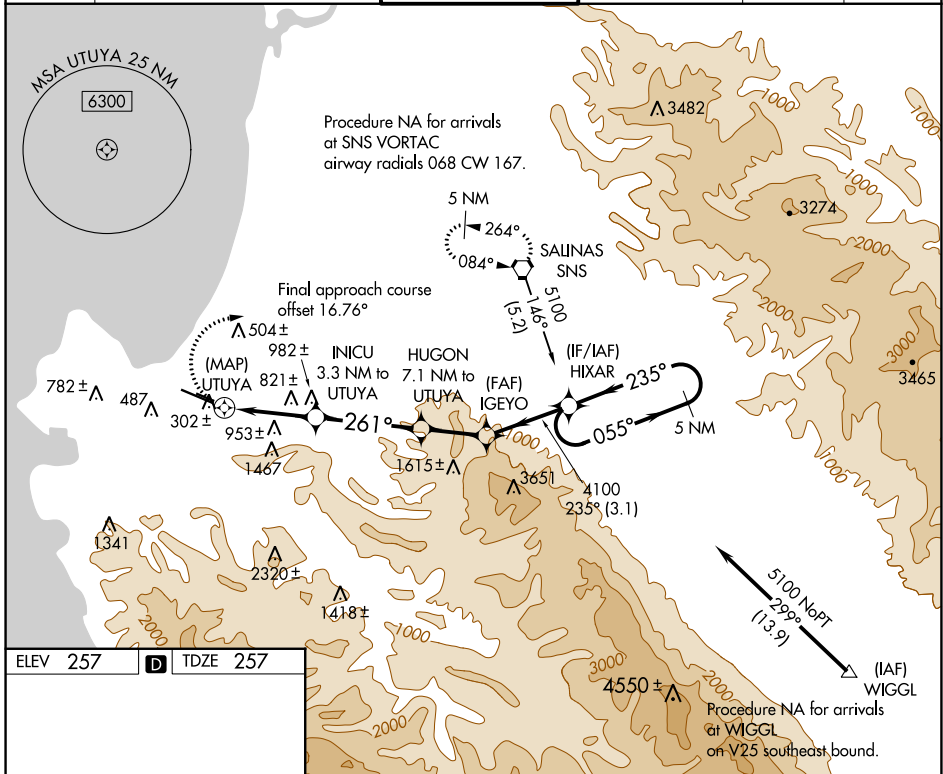 MSA UTUYA 25 NM
6300
Procedure NA for arrivals
at SNS VORTAC
airway radials 068 CW 167.
5 NM
264°
084°
SALINAS
SNS
5100
146°
(5.2)
3482
1000
1000
1000
3274
2000
2000
3000
3465
1000
1000
Final approach course
offset 16.76°
504±
982±
821±
(MAP)
UTUYA
INICU
3.3 NM to
UTUYA
HUGON
7.1 NM to
UTUYA
(FAF)
IGEYO
(IF/IAF)
HIXAR
235°
055°
5 NM
782±
487
302±
953±
1467
261°
1615±
1000
3651
4100
235° (3.1)
1341
2320±
1418±
2000
1000
5100 NoPT
299°
(13.9)
(IAF)
WIGGL
3000
4550±
2000
2000
1000
Procedure NA for arrivals
at WIGGL
on V25 southeast bound.
ELEV 257
D
TDZE 257